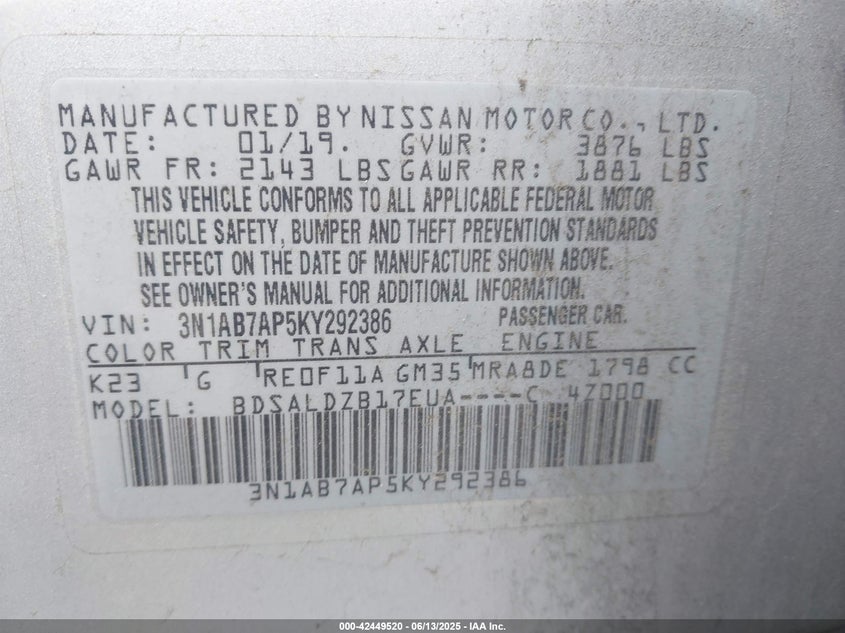 MANUFACTURED BY NISSAN MOTOR CO., LTD.
DATE: 01/19. GVWR: 3876 LBS
GAWR FR: 2143 LBS GAWR RR: 1881 LBS
THIS VEHICLE CONFORMS TO ALL APPLICABLE FEDERAL MOTOR
VEHICLE SAFETY, BUMPER AND THEFT PREVENTION STANDARDS
IN EFFECT ON THE DATE OF MANUFACTURE SHOWN ABOVE.
SEE OWNER'S MANUAL FOR ADDITIONAL INFORMATION.
VIN: 3N1AB7AP5KY292386 PASSENGER CAR.
COLOR TRIM TRANS AXLE ENGINE
K23 G RE0F11A GM35 MRA8DE 1798 CC
MODEL: BDSALDZB17EUA----C 4Z000
3N1AB7AP5KY292386
000-42449520 - 06/13/2025 - IAA Inc.